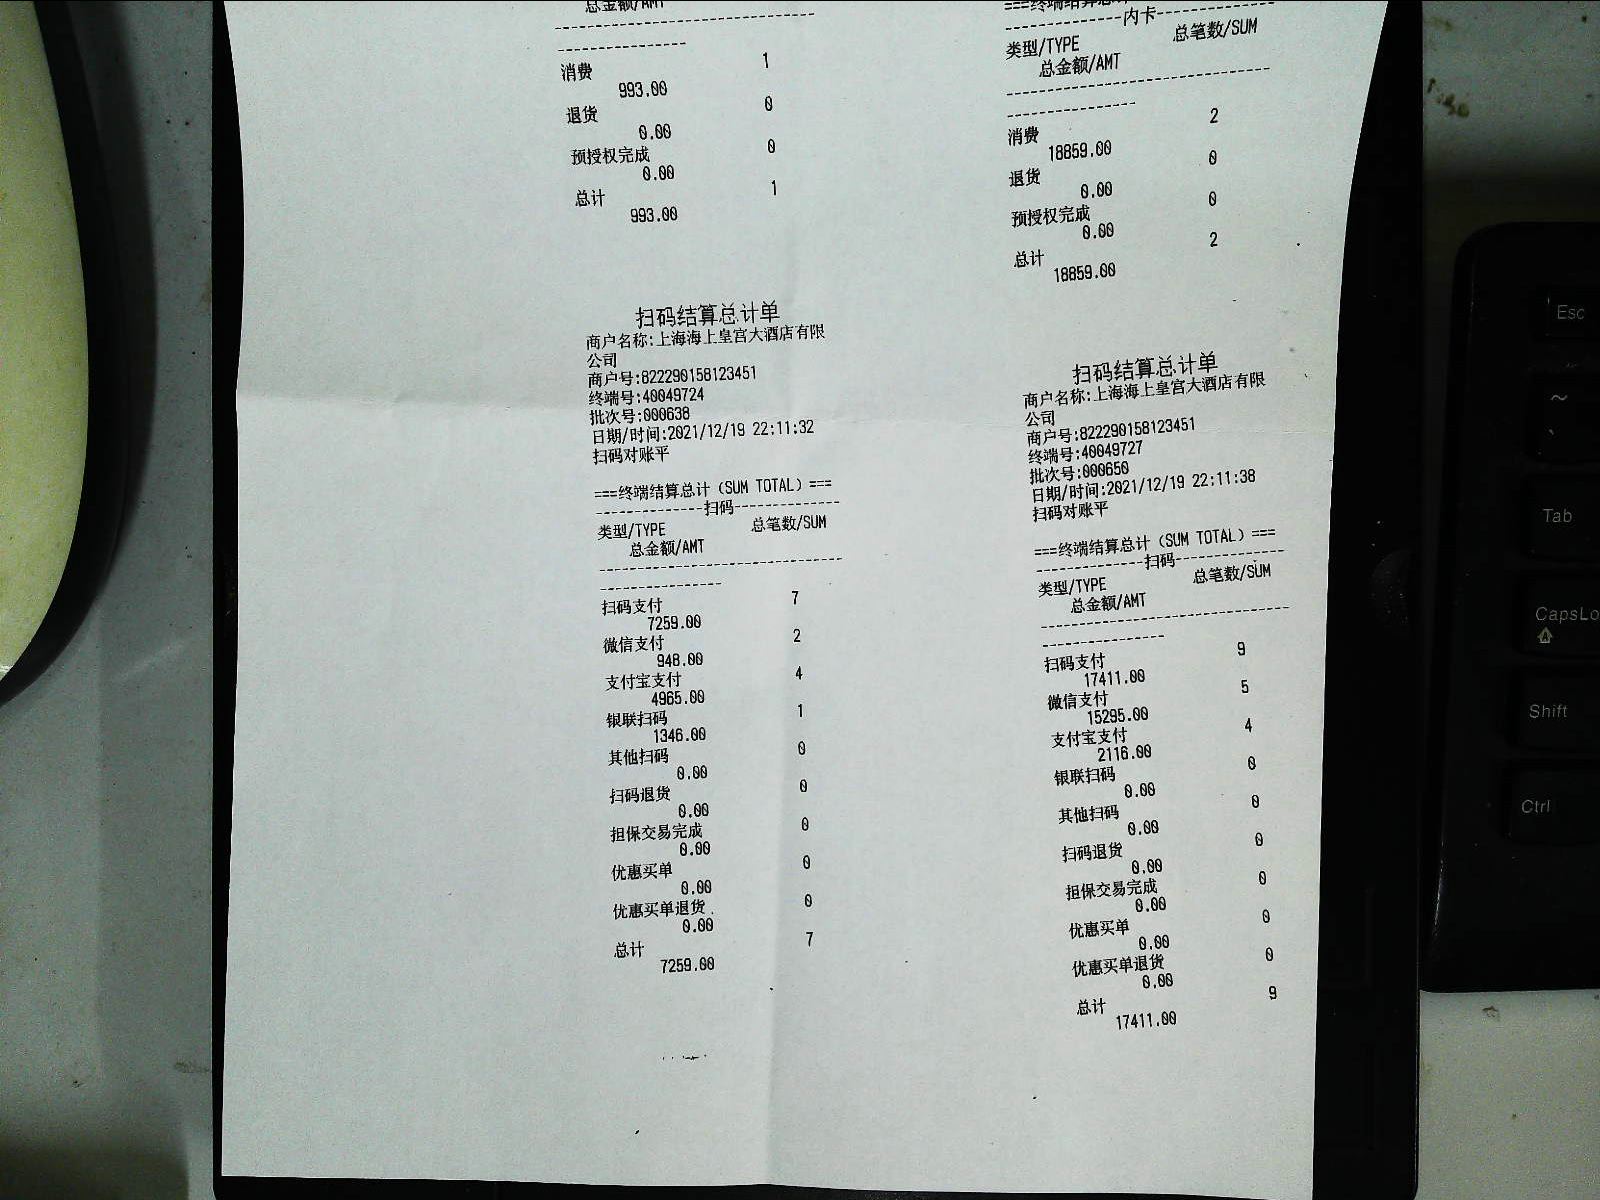 总金额/AMT
消费 1
993.00
退货 0
0.00
预授权完成 0
0.00
总计 1
993.00
扫码结算总计单
商户名称:上海海上皇宫大酒店有限
公司
商户号:822290158123451
终端号:40049724
批次号:000638
日期/时间:2021/12/19 22:11:32
扫码对账平
===终端结算总计(SUM TOTAL)===
---------------扫码---------------
类型/TYPE 总笔数/SUM
总金额/AMT
扫码支付 7
7259.00
微信支付 2
948.00
支付宝支付 4
4965.00
银联扫码 1
1346.00
其他扫码 0
0.00
扫码退货 0
0.00
担保交易完成 0
0.00
优惠买单 0
0.00
优惠买单退货 0
0.00
总计 7
7259.00
---------------内卡---------------
类型/TYPE 总笔数/SUM
总金额/AMT
消费 2
18859.00
退货 0
0.00
预授权完成 0
0.00
总计 2
18859.00
扫码结算总计单
商户名称:上海海上皇宫大酒店有限
公司
商户号:822290158123451
终端号:40049727
批次号:000650
日期/时间:2021/12/19 22:11:38
扫码对账平
===终端结算总计(SUM TOTAL)===
---------------扫码---------------
类型/TYPE 总笔数/SUM
总金额/AMT
扫码支付 9
17411.00
微信支付 5
15295.00
支付宝支付 4
2116.00
银联扫码 0
0.00
其他扫码 0
0.00
扫码退货 0
0.00
担保交易完成 0
0.00
优惠买单 0
0.00
优惠买单退货 0
0.00
总计 9
17411.00
Esc
~
`
Tab
CapsLo
Shift
Ctrl